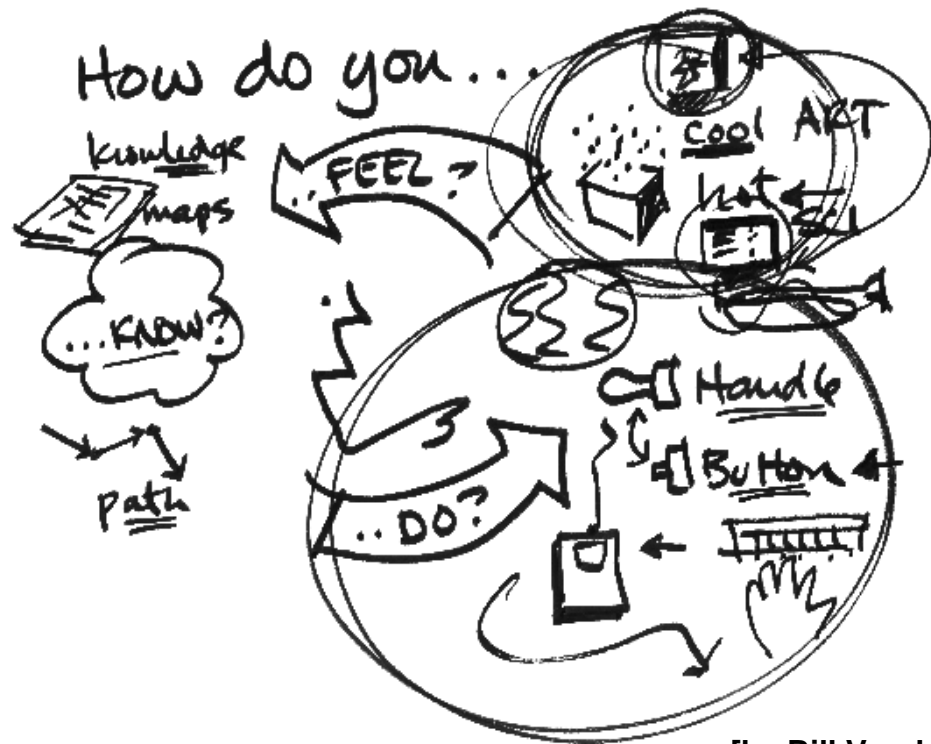 How do you...
knowledge
maps
..FEEL?
cool
ART
hot
...KNOW?
path
..DO?
Handle
Button